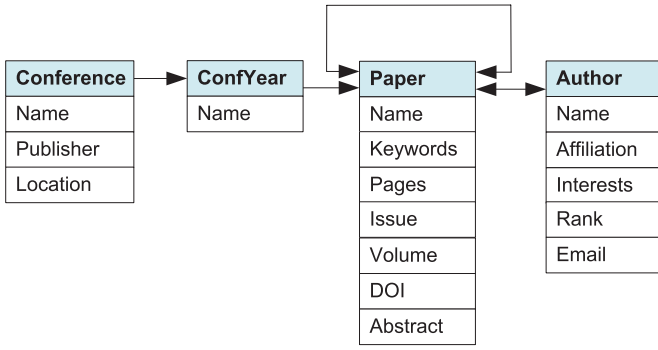 Conference
Name
Publisher
Location
ConfYear
Name
Paper
Name
Keywords
Pages
Issue
Volume
DOI
Abstract
Author
Name
Affiliation
Interests
Rank
Email